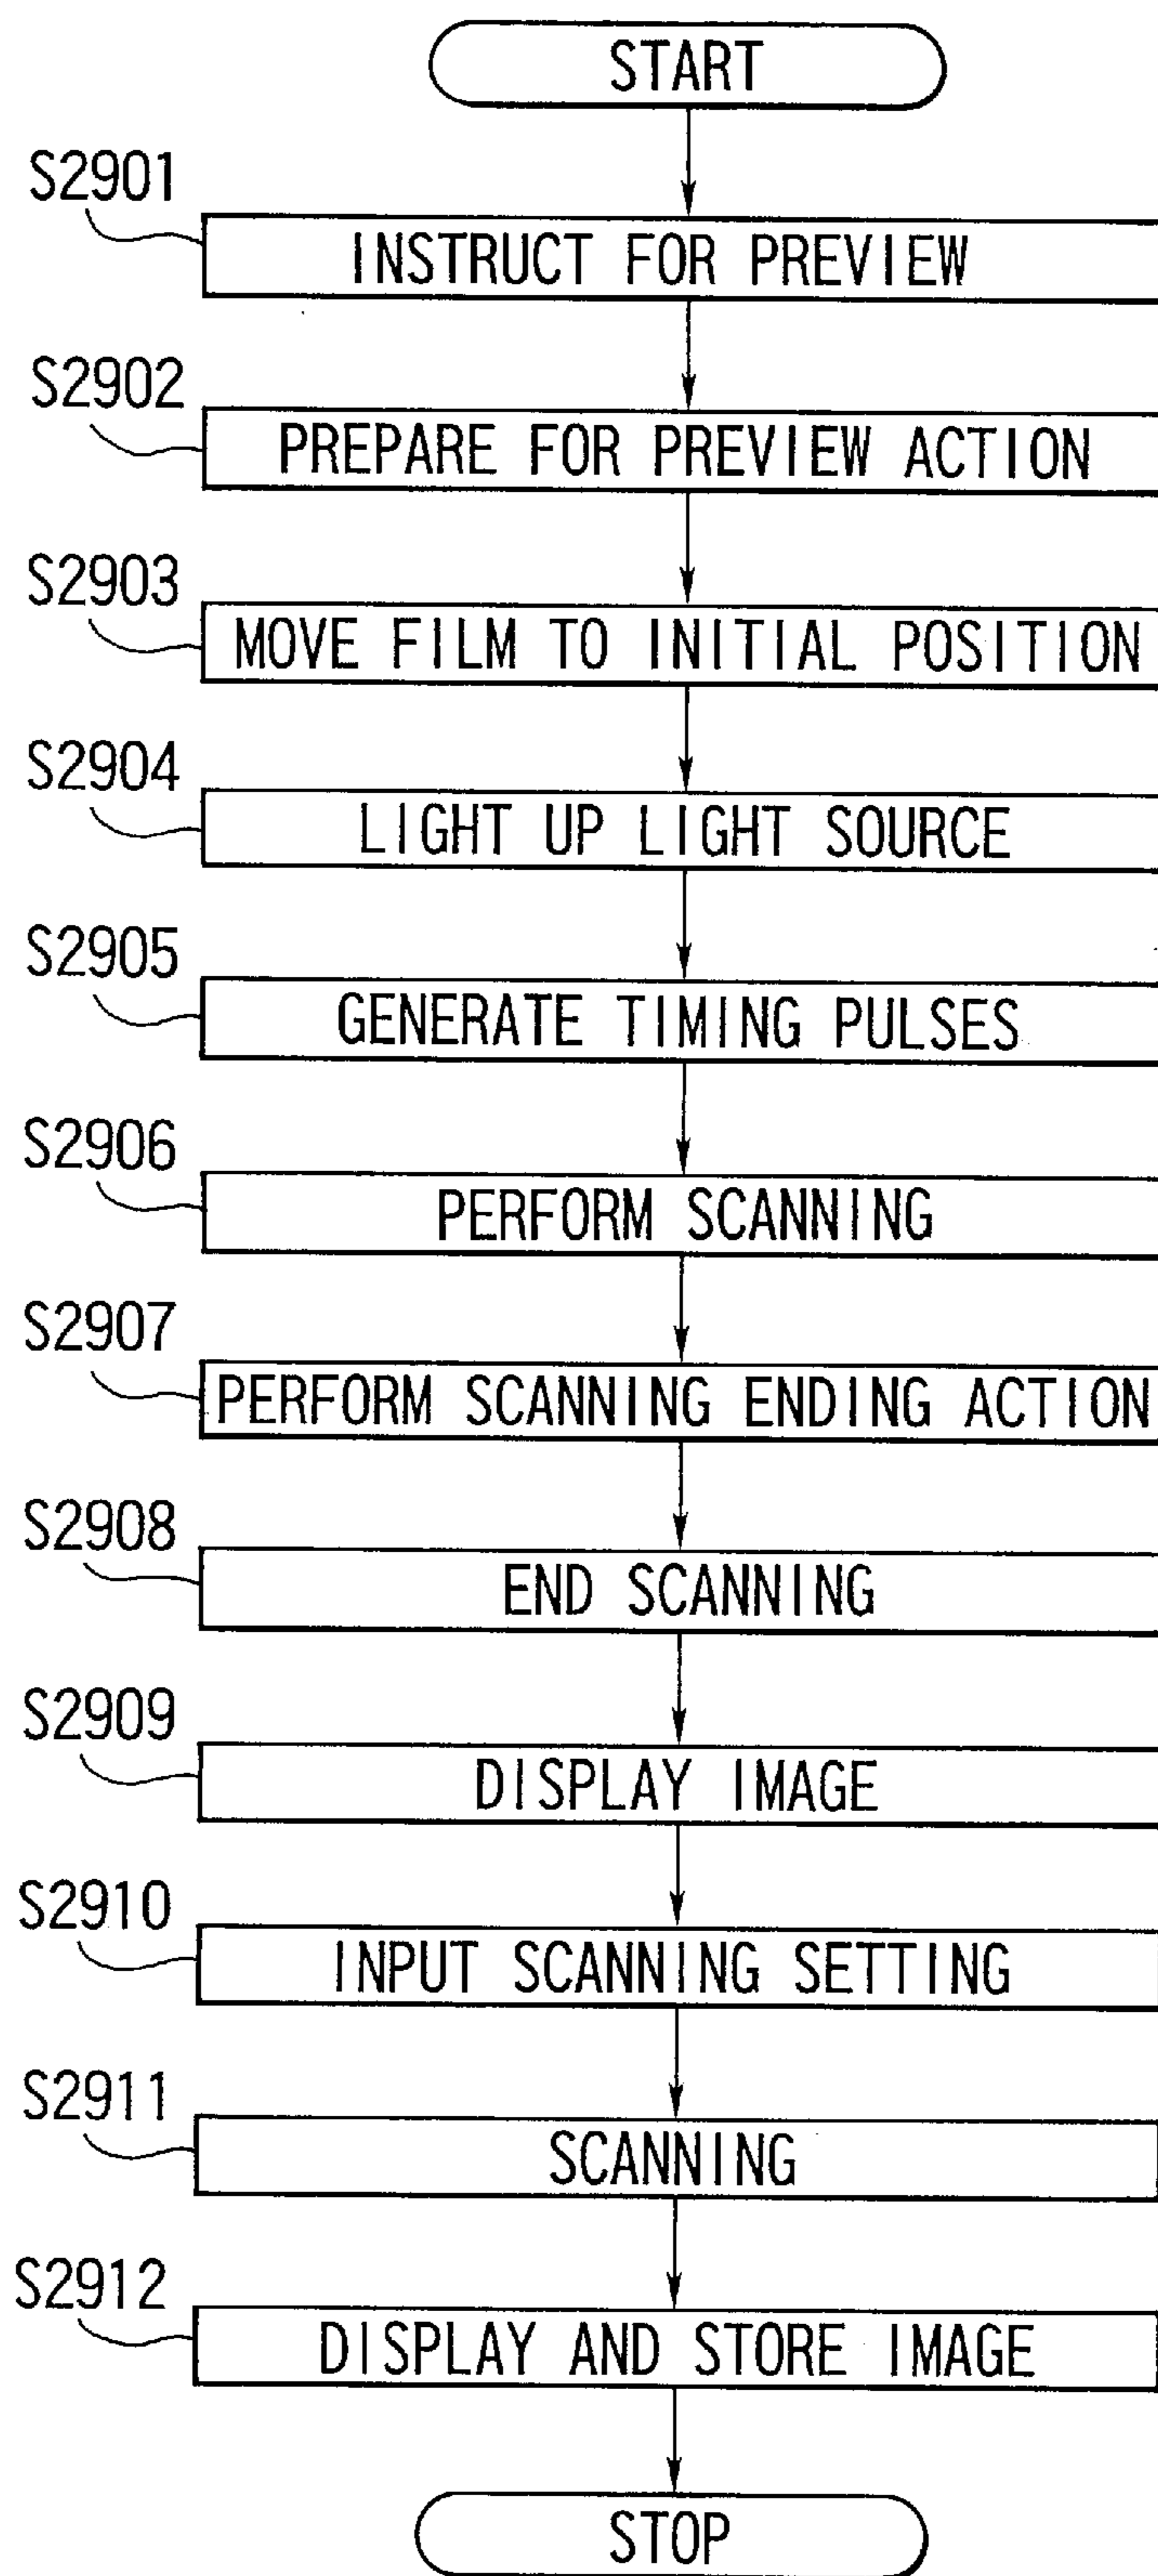 START
S2901
INSTRUCT FOR PREVIEW
S2902
PREPARE FOR PREVIEW ACTION
S2903
MOVE FILM TO INITIAL POSITION
S2904
LIGHT UP LIGHT SOURCE
S2905
GENERATE TIMING PULSES
S2906
PERFORM SCANNING
S2907
PERFORM SCANNING ENDING ACTION
S2908
END SCANNING
S2909
DISPLAY IMAGE
S2910
INPUT SCANNING SETTING
S2911
SCANNING
S2912
DISPLAY AND STORE IMAGE
STOP